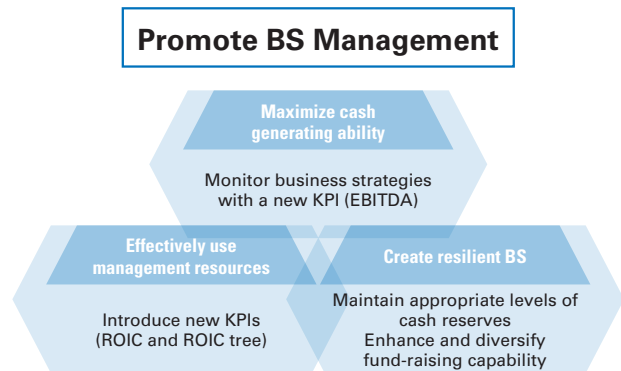 Promote BS Management
Maximize cash
generating ability
Monitor business strategies
with a new KPI (EBITDA)
Effectively use
management resources
Introduce new KPIs
(ROIC and ROIC tree)
Create resilient BS
Maintain appropriate levels of
cash reserves
Enhance and diversify
fund-raising capability